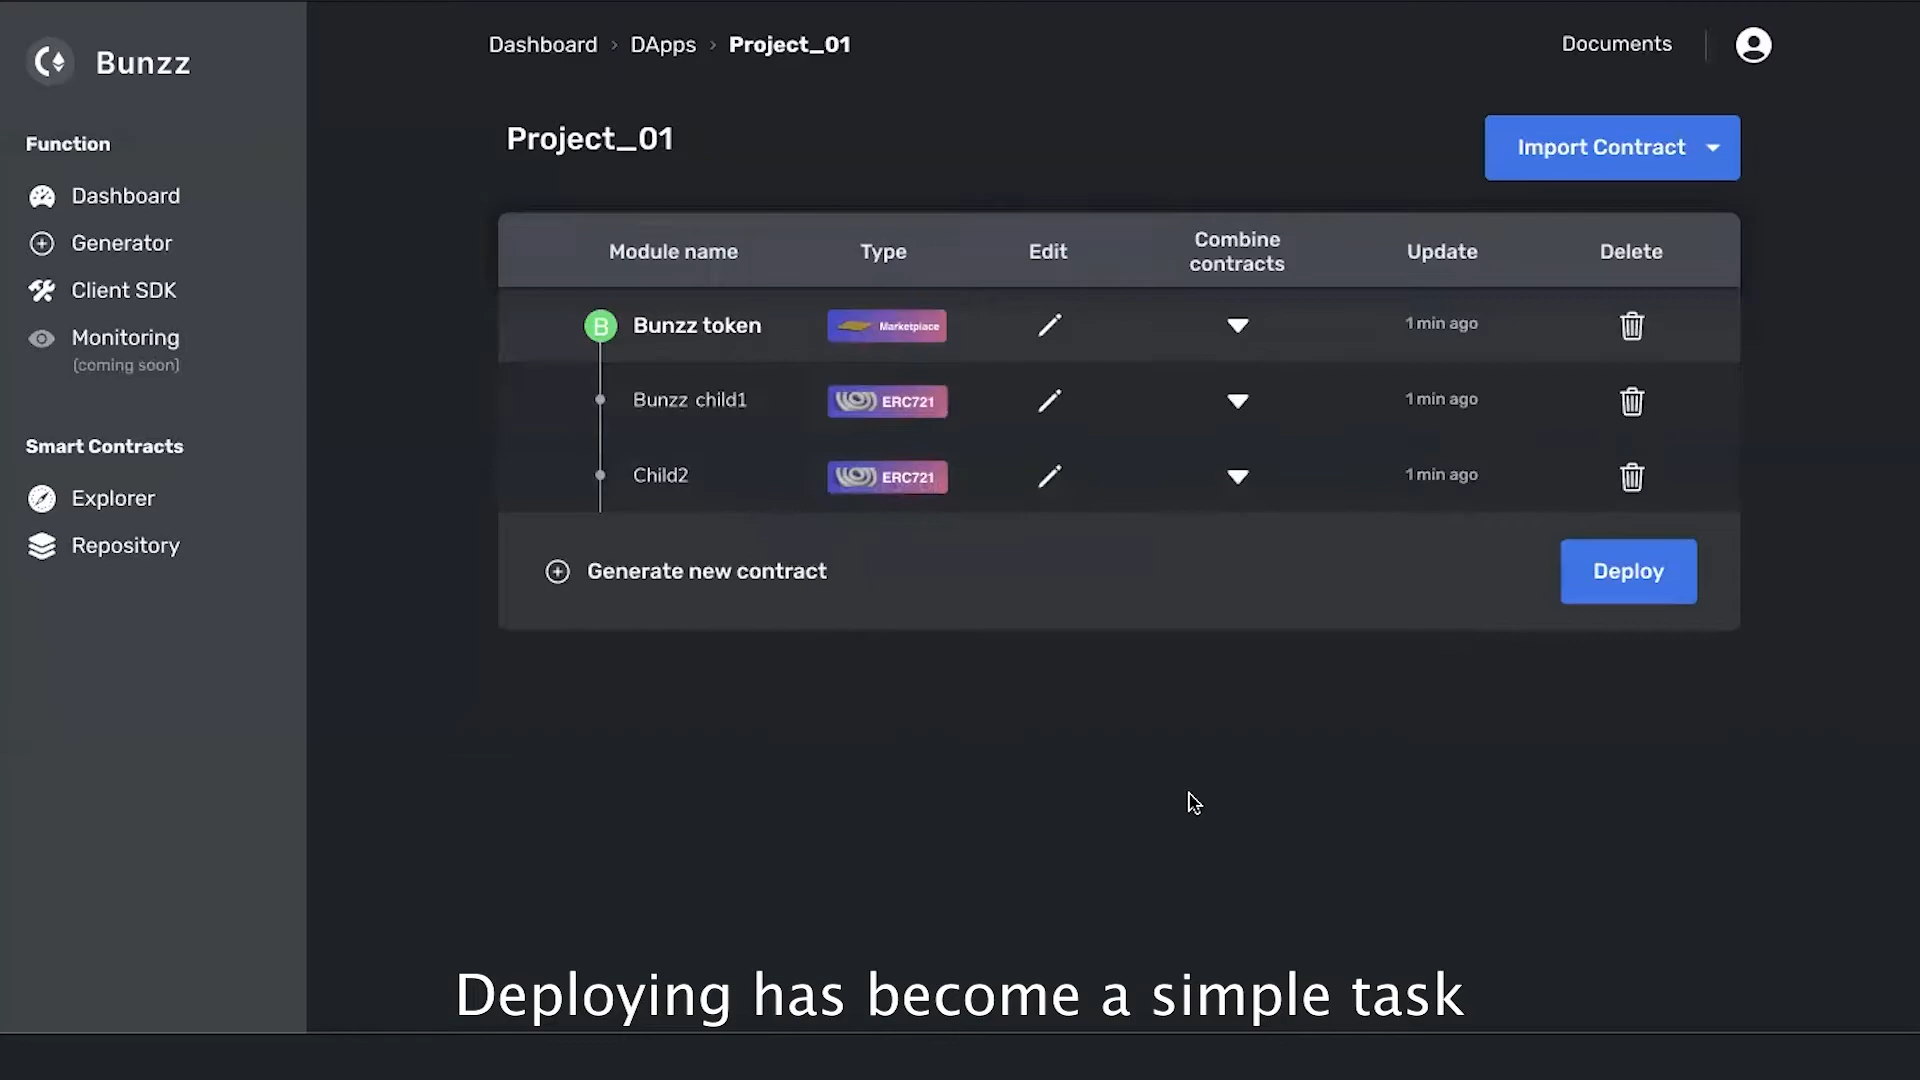 Bunzz
Dashboard › DApps › Project_01
Documents
Function
Dashboard
Generator
Client SDK
Monitoring
(coming soon)
Smart Contracts
Explorer
Repository
Project_01
Import Contract
Module name Type Edit Combine contracts Update Delete
B Bunzz token Marketplace 1 min ago
Bunzz child1 ERC721 1 min ago
Child2 ERC721 1 min ago
Generate new contract
Deploy
Deploying has become a simple task